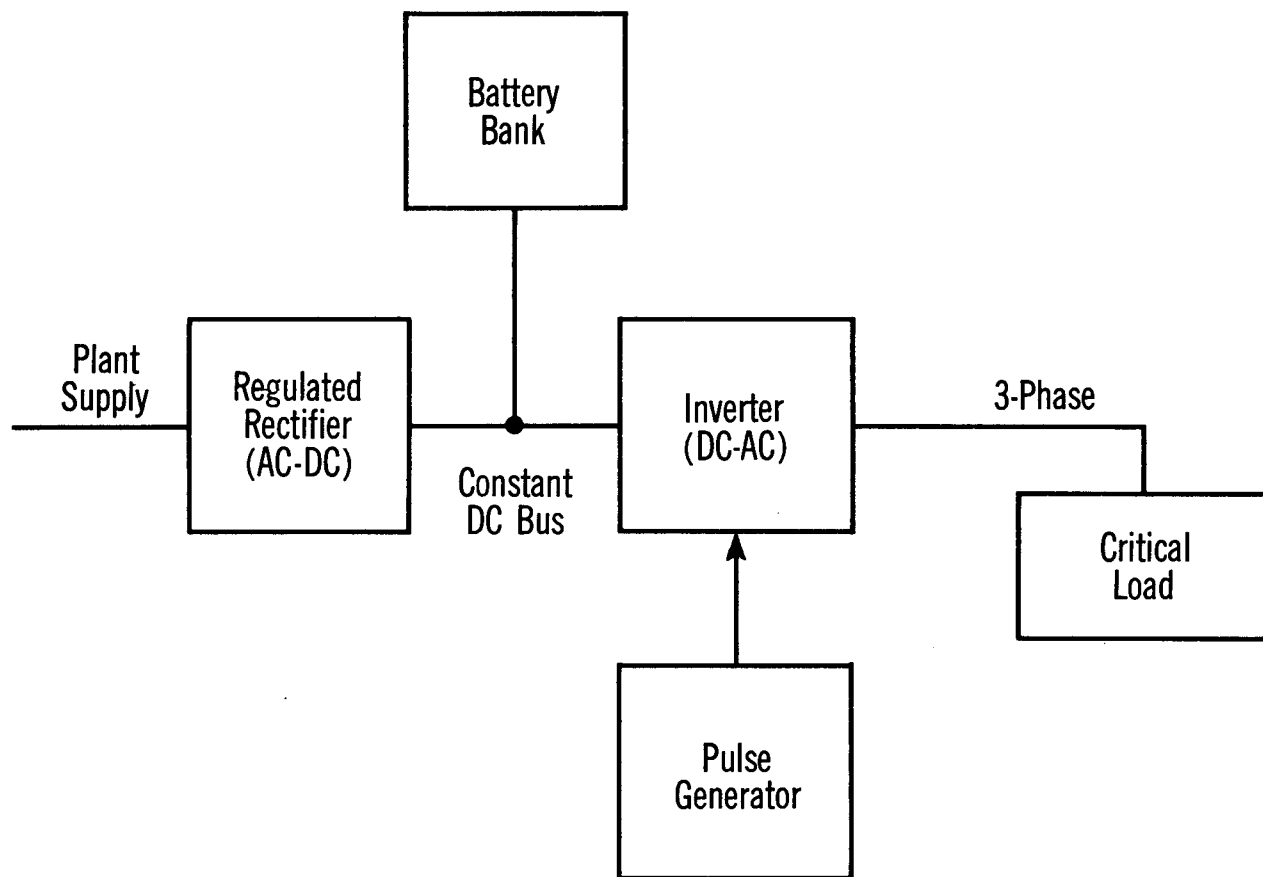 Battery
Bank
Plant
Supply
Regulated
Rectifier
(AC-DC)
Constant
DC Bus
Inverter
(DC-AC)
3-Phase
Critical
Load
Pulse
Generator